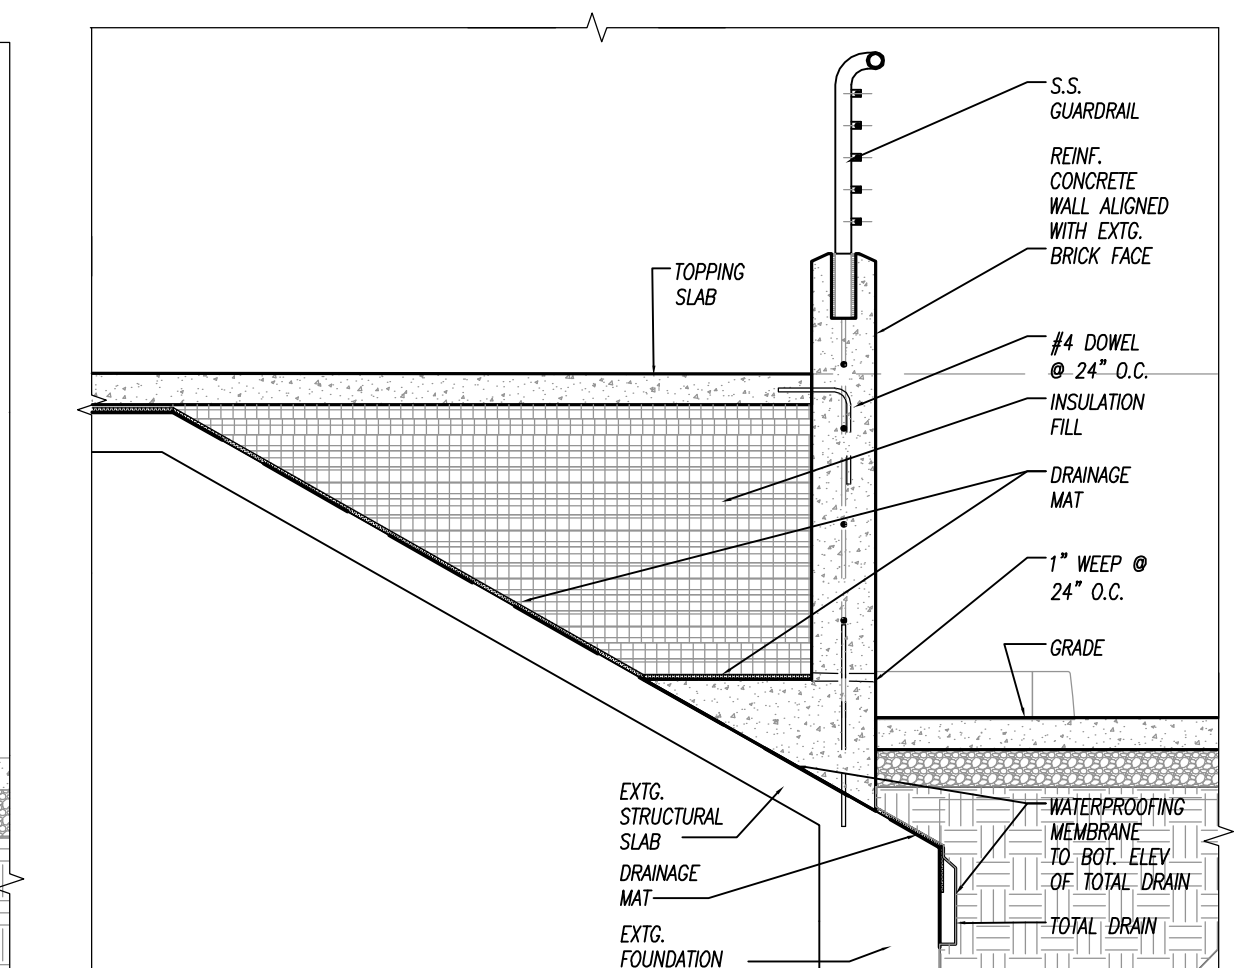 S.S.
GUARDRAIL
REINF.
CONCRETE
WALL ALIGNED
WITH EXTG.
BRICK FACE
TOPPING
SLAB
#4 DOWEL
@ 24" O.C.
INSULATION
FILL
DRAINAGE
MAT
1" WEEP @
24" O.C.
GRADE
EXTG.
STRUCTURAL
SLAB
DRAINAGE
MAT
EXTG.
FOUNDATION
WATERPROOFING
MEMBRANE
TO BOT. ELEV
OF TOTAL DRAIN
TOTAL DRAIN